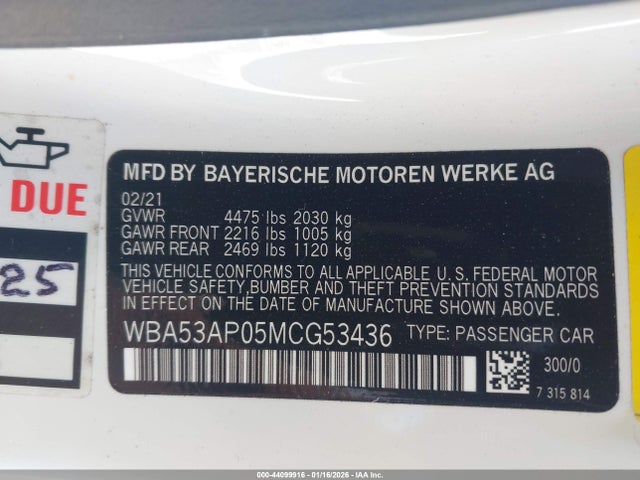 DUE
25
MFD BY BAYERISCHE MOTOREN WERKE AG
02/21
GVWR 4475 lbs 2030 kg
GAWR FRONT 2216 lbs 1005 kg
GAWR REAR 2469 lbs 1120 kg
THIS VEHICLE CONFORMS TO ALL APPLICABLE U.S. FEDERAL MOTOR
VEHICLE SAFETY, BUMBER AND THEFT PREVENTION STANDARDS
IN EFFECT ON THE DATE OF MANUFACTURE SHOWN ABOVE.
WBA53AP05MCG53436 TYPE: PASSENGER CAR
300/0
7 315 814
000-44099916 - 01/16/2026 - IAA Inc.